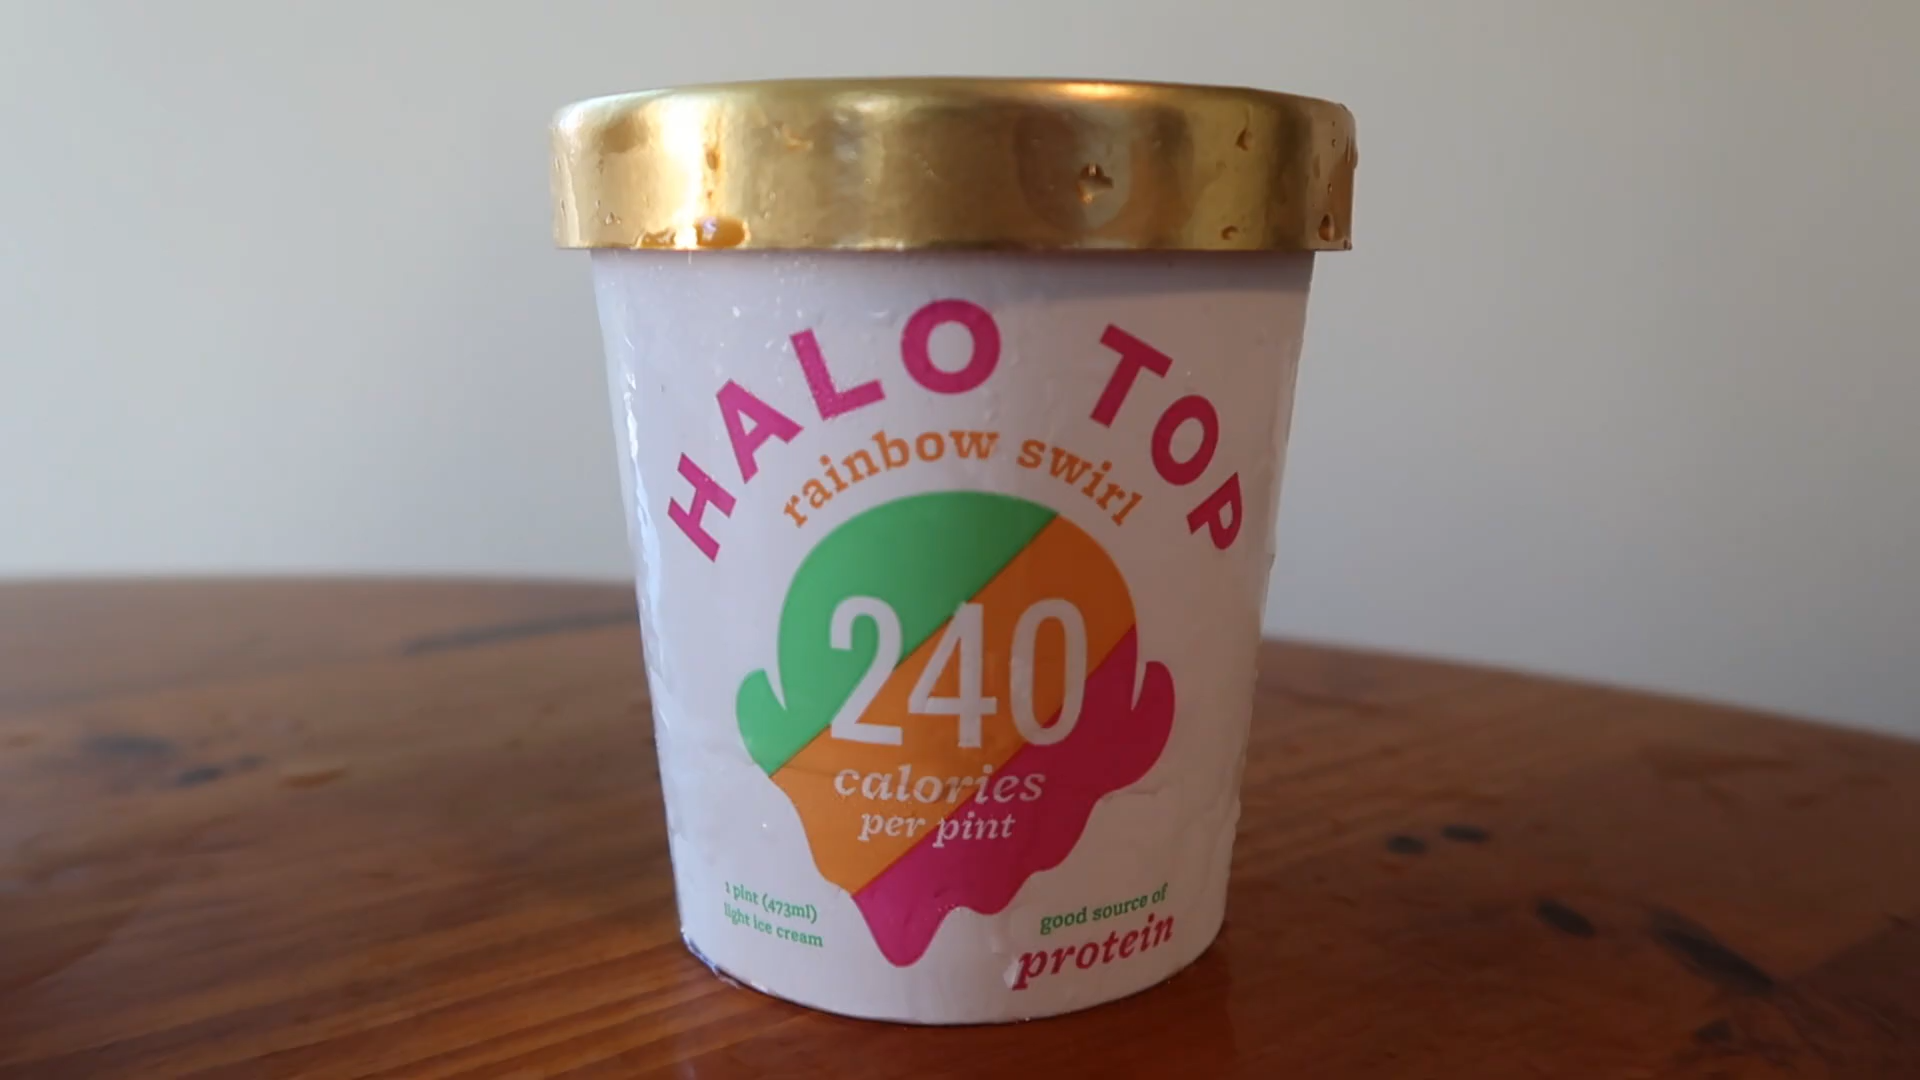 HALO TOP
rainbow swirl
240
calories
per pint
1 pint (473ml)
light ice cream
good source of
protein